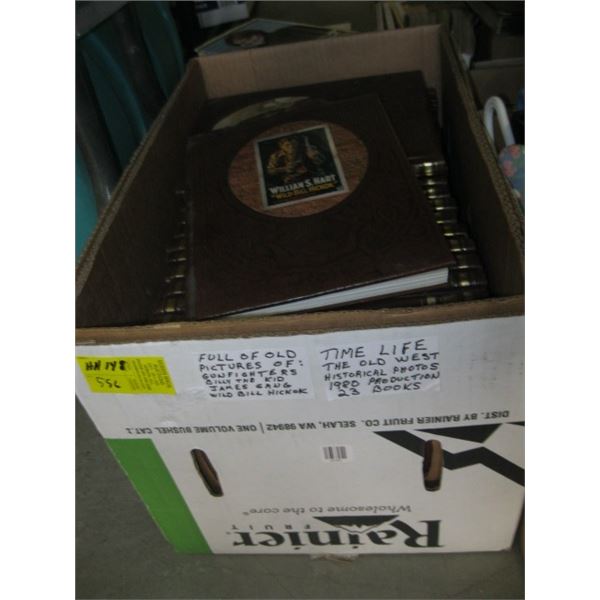 WILLIAM S. HART
"WILD BILL HICKOK"
HN 148
556
FULL OF OLD
PICTURES OF:
GUNFIGHTERS
BILLY THE KID
JAMES GANG
WILD BILL HICKOK
TIME LIFE
THE OLD WEST
HISTORICAL PHOTOS
1980 PRODUCTION
23 BOOKS
DIST. BY RAINIER FRUIT CO. SELAH, WA 98942 | ONE VOLUME BUSHEL CAT.1
Rainier
FRUIT
Wholesome to the core®